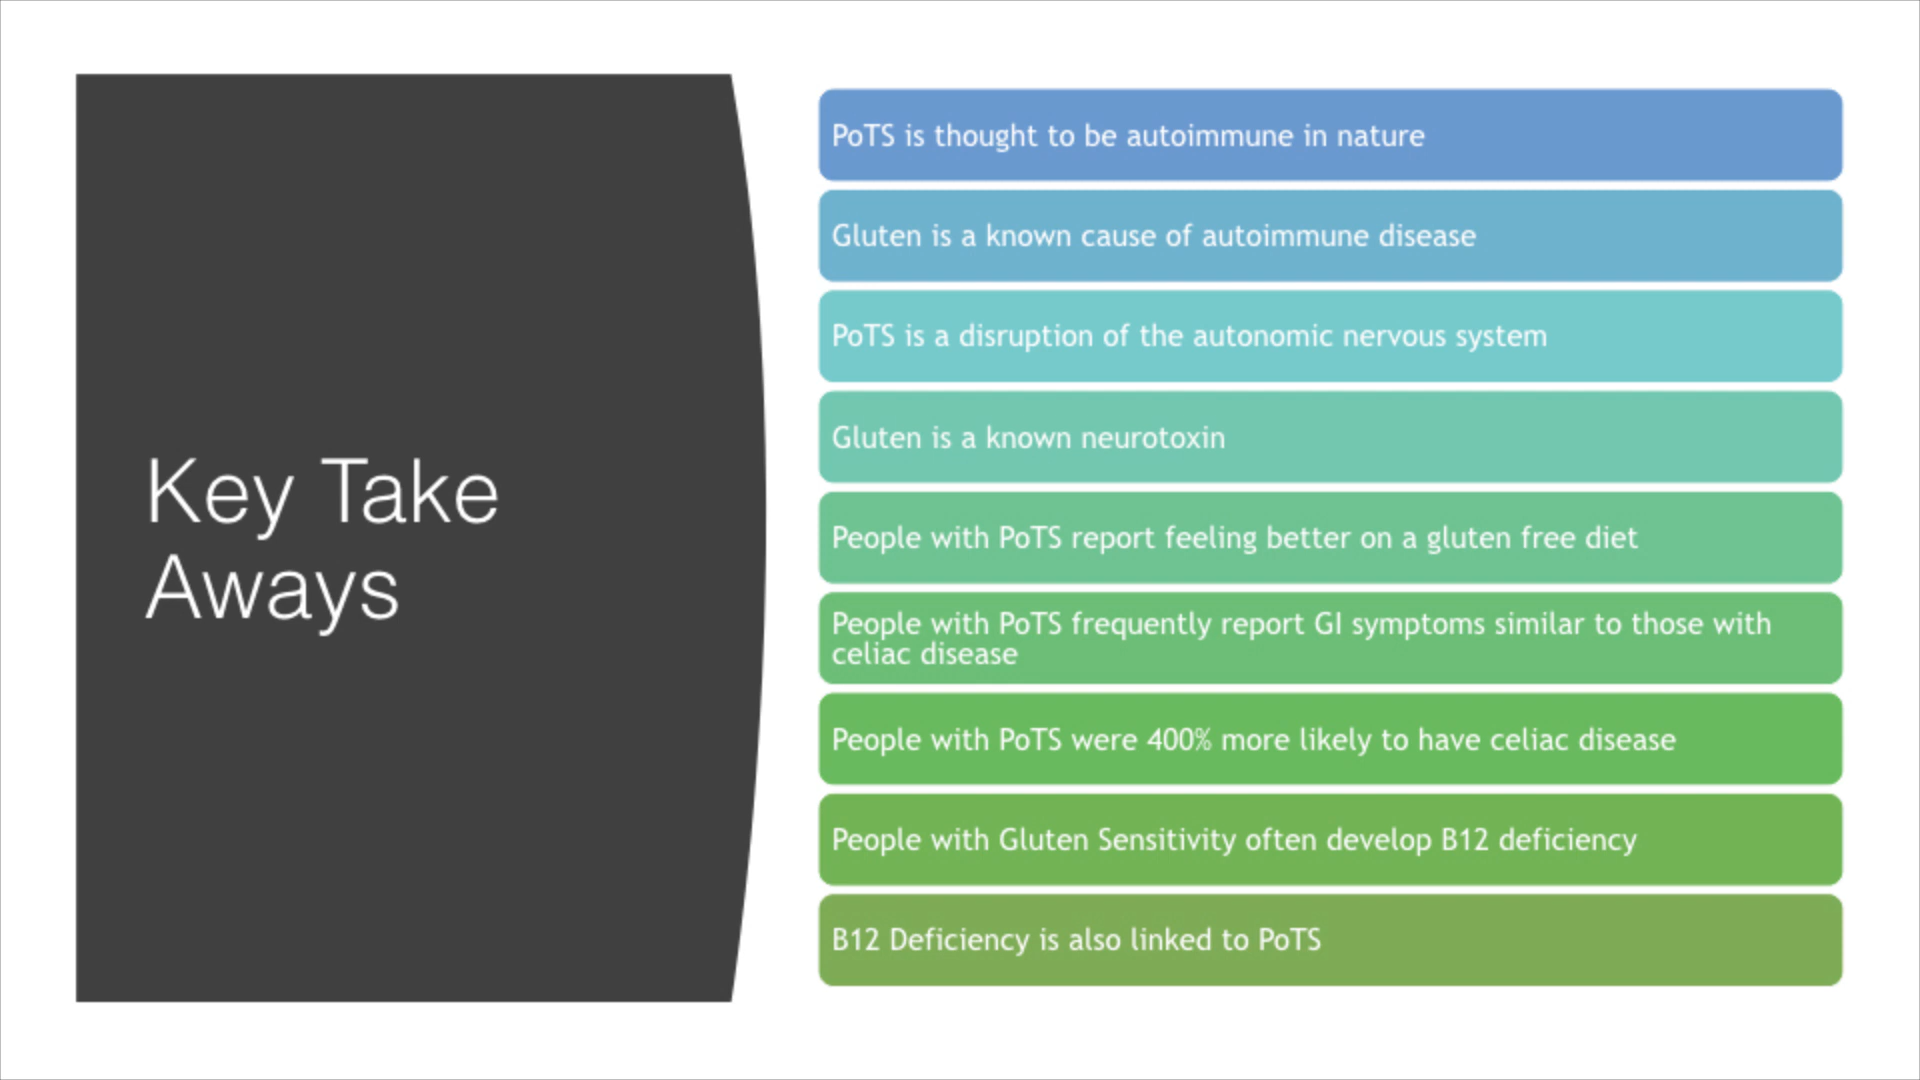 Key Take
Aways
PoTS is thought to be autoimmune in nature
Gluten is a known cause of autoimmune disease
PoTS is a disruption of the autonomic nervous system
Gluten is a known neurotoxin
People with PoTS report feeling better on a gluten free diet
People with PoTS frequently report GI symptoms similar to those with
celiac disease
People with PoTS were 400% more likely to have celiac disease
People with Gluten Sensitivity often develop B12 deficiency
B12 Deficiency is also linked to PoTS